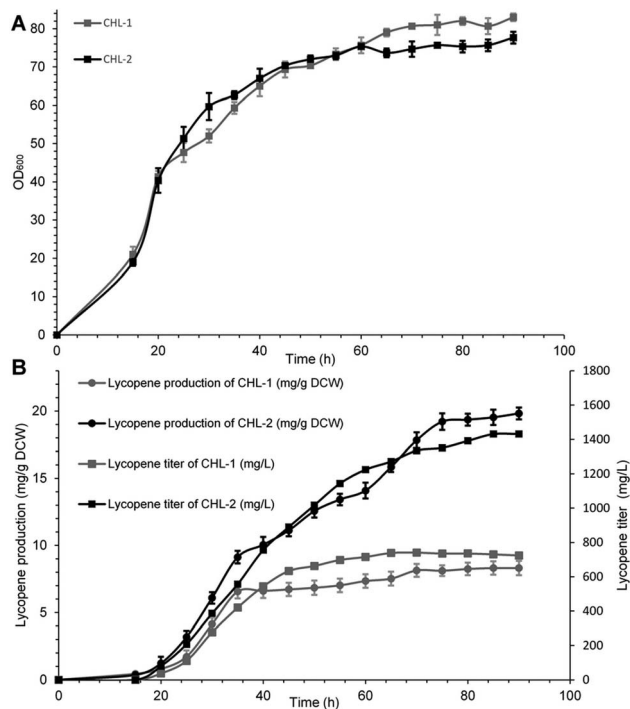 A
CHL-1
CHL-2
80
70
60
50
40
30
20
10
0
OD600
0 20 40 60 80 100
Time (h)
B
Lycopene production of CHL-1 (mg/g DCW)
Lycopene production of CHL-2 (mg/g DCW)
Lycopene titer of CHL-1 (mg/L)
Lycopene titer of CHL-2 (mg/L)
20
15
10
5
0
Lycopene production (mg/g DCW)
1800
1600
1400
1200
1000
800
600
400
200
0
Lycopene titer (mg/L)
0 20 40 60 80 100
Time (h)